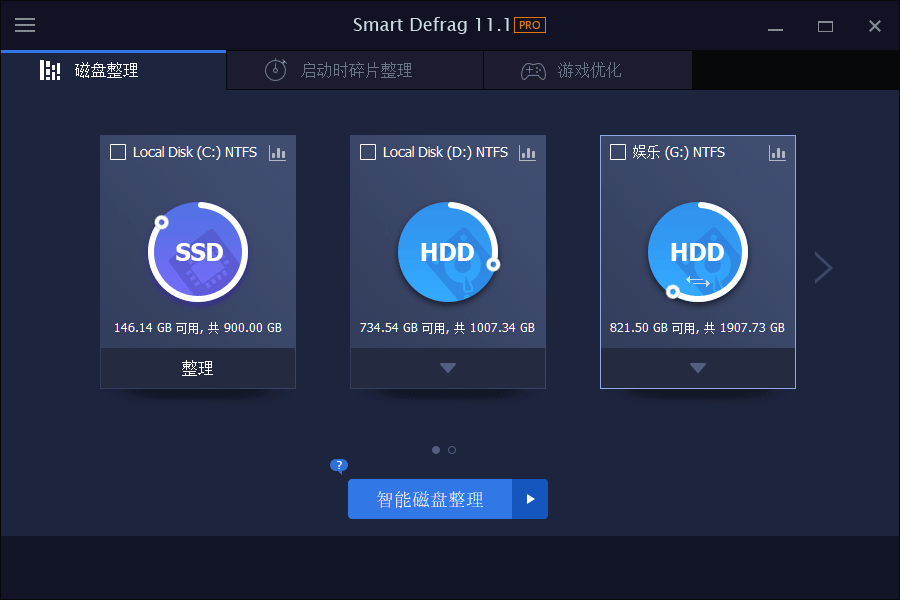 Smart Defrag 11.1 PRO
磁盘整理 启动时碎片整理 游戏优化
Local Disk (C:) NTFS
SSD
146.14 GB 可用, 共 900.00 GB
整理
Local Disk (D:) NTFS
HDD
734.54 GB 可用, 共 1007.34 GB
娱乐 (G:) NTFS
HDD
821.50 GB 可用, 共 1907.73 GB
?
智能磁盘整理